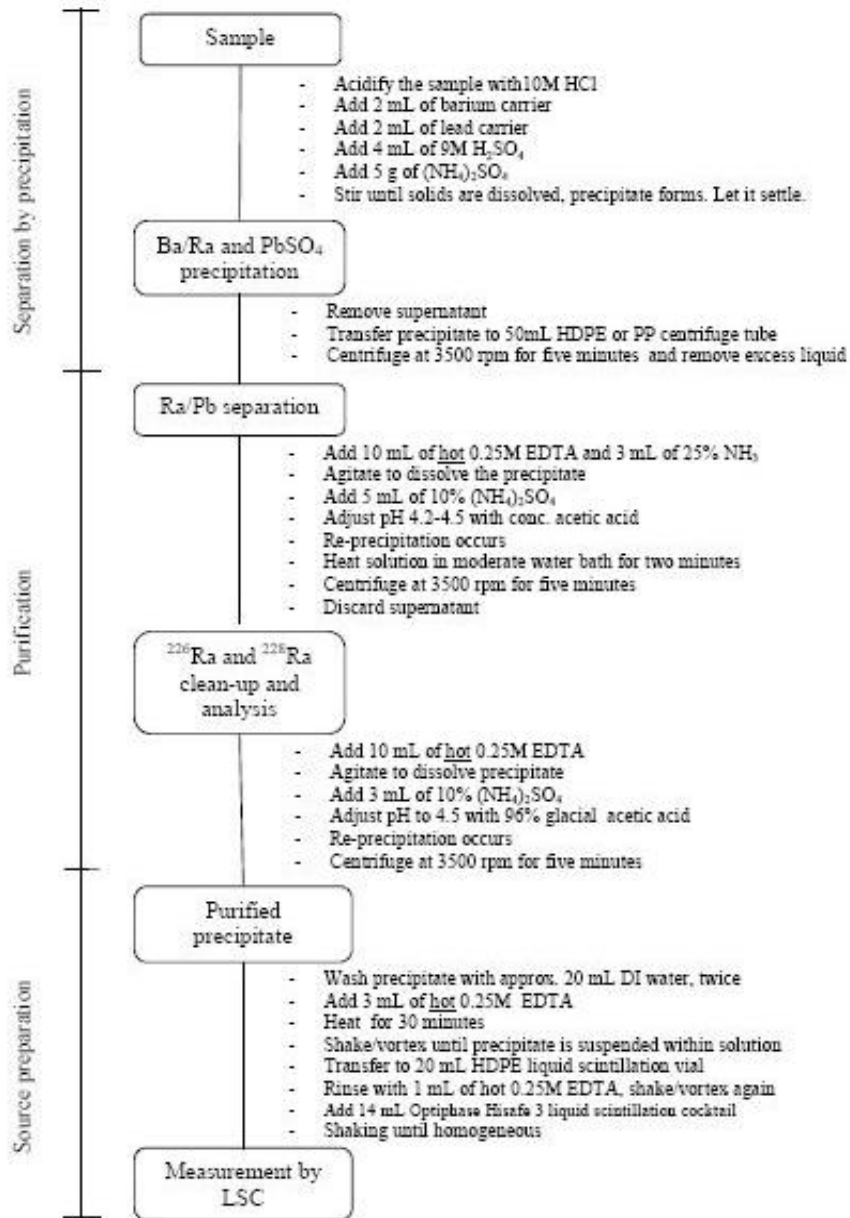 Separation by precipitation
Sample
- Acidify the sample with10M HCl
- Add 2 mL of barium carrier
- Add 2 mL of lead carrier
- Add 4 mL of 9M H₂SO₄
- Add 5 g of (NH₄)₂SO₄
- Stir until solids are dissolved, precipitate forms. Let it settle.
Ba/Ra and PbSO₄
precipitation
- Remove supernatant
- Transfer precipitate to 50mL HDPE or PP centrifuge tube
- Centrifuge at 3500 rpm for five minutes and remove excess liquid
Purification
Ra/Pb separation
- Add 10 mL of hot 0.25M EDTA and 3 mL of 25% NH₃
- Agitate to dissolve the precipitate
- Add 5 mL of 10% (NH₄)₂SO₄
- Adjust pH 4.2-4.5 with conc. acetic acid
- Re-precipitation occurs
- Heat solution in moderate water bath for two minutes
- Centrifuge at 3500 rpm for five minutes
- Discard supernatant
²²⁶Ra and ²²⁸Ra
clean-up and
analysis
- Add 10 mL of hot 0.25M EDTA
- Agitate to dissolve precipitate
- Add 3 mL of 10% (NH₄)₂SO₄
- Adjust pH to 4.5 with 96% glacial acetic acid
- Re-precipitation occurs
- Centrifuge at 3500 rpm for five minutes
Source preparation
Purified
precipitate
- Wash precipitate with approx. 20 mL DI water, twice
- Add 3 mL of hot 0.25M EDTA
- Heat for 30 minutes
- Shake/vortex until precipitate is suspended within solution
- Transfer to 20 mL HDPE liquid scintillation vial
- Rinse with 1 mL of hot 0.25M EDTA, shake/vortex again
- Add 14 mL Optiphase Hisafe 3 liquid scintillation cocktail
- Shaking until homogeneous
Measurement by
LSC